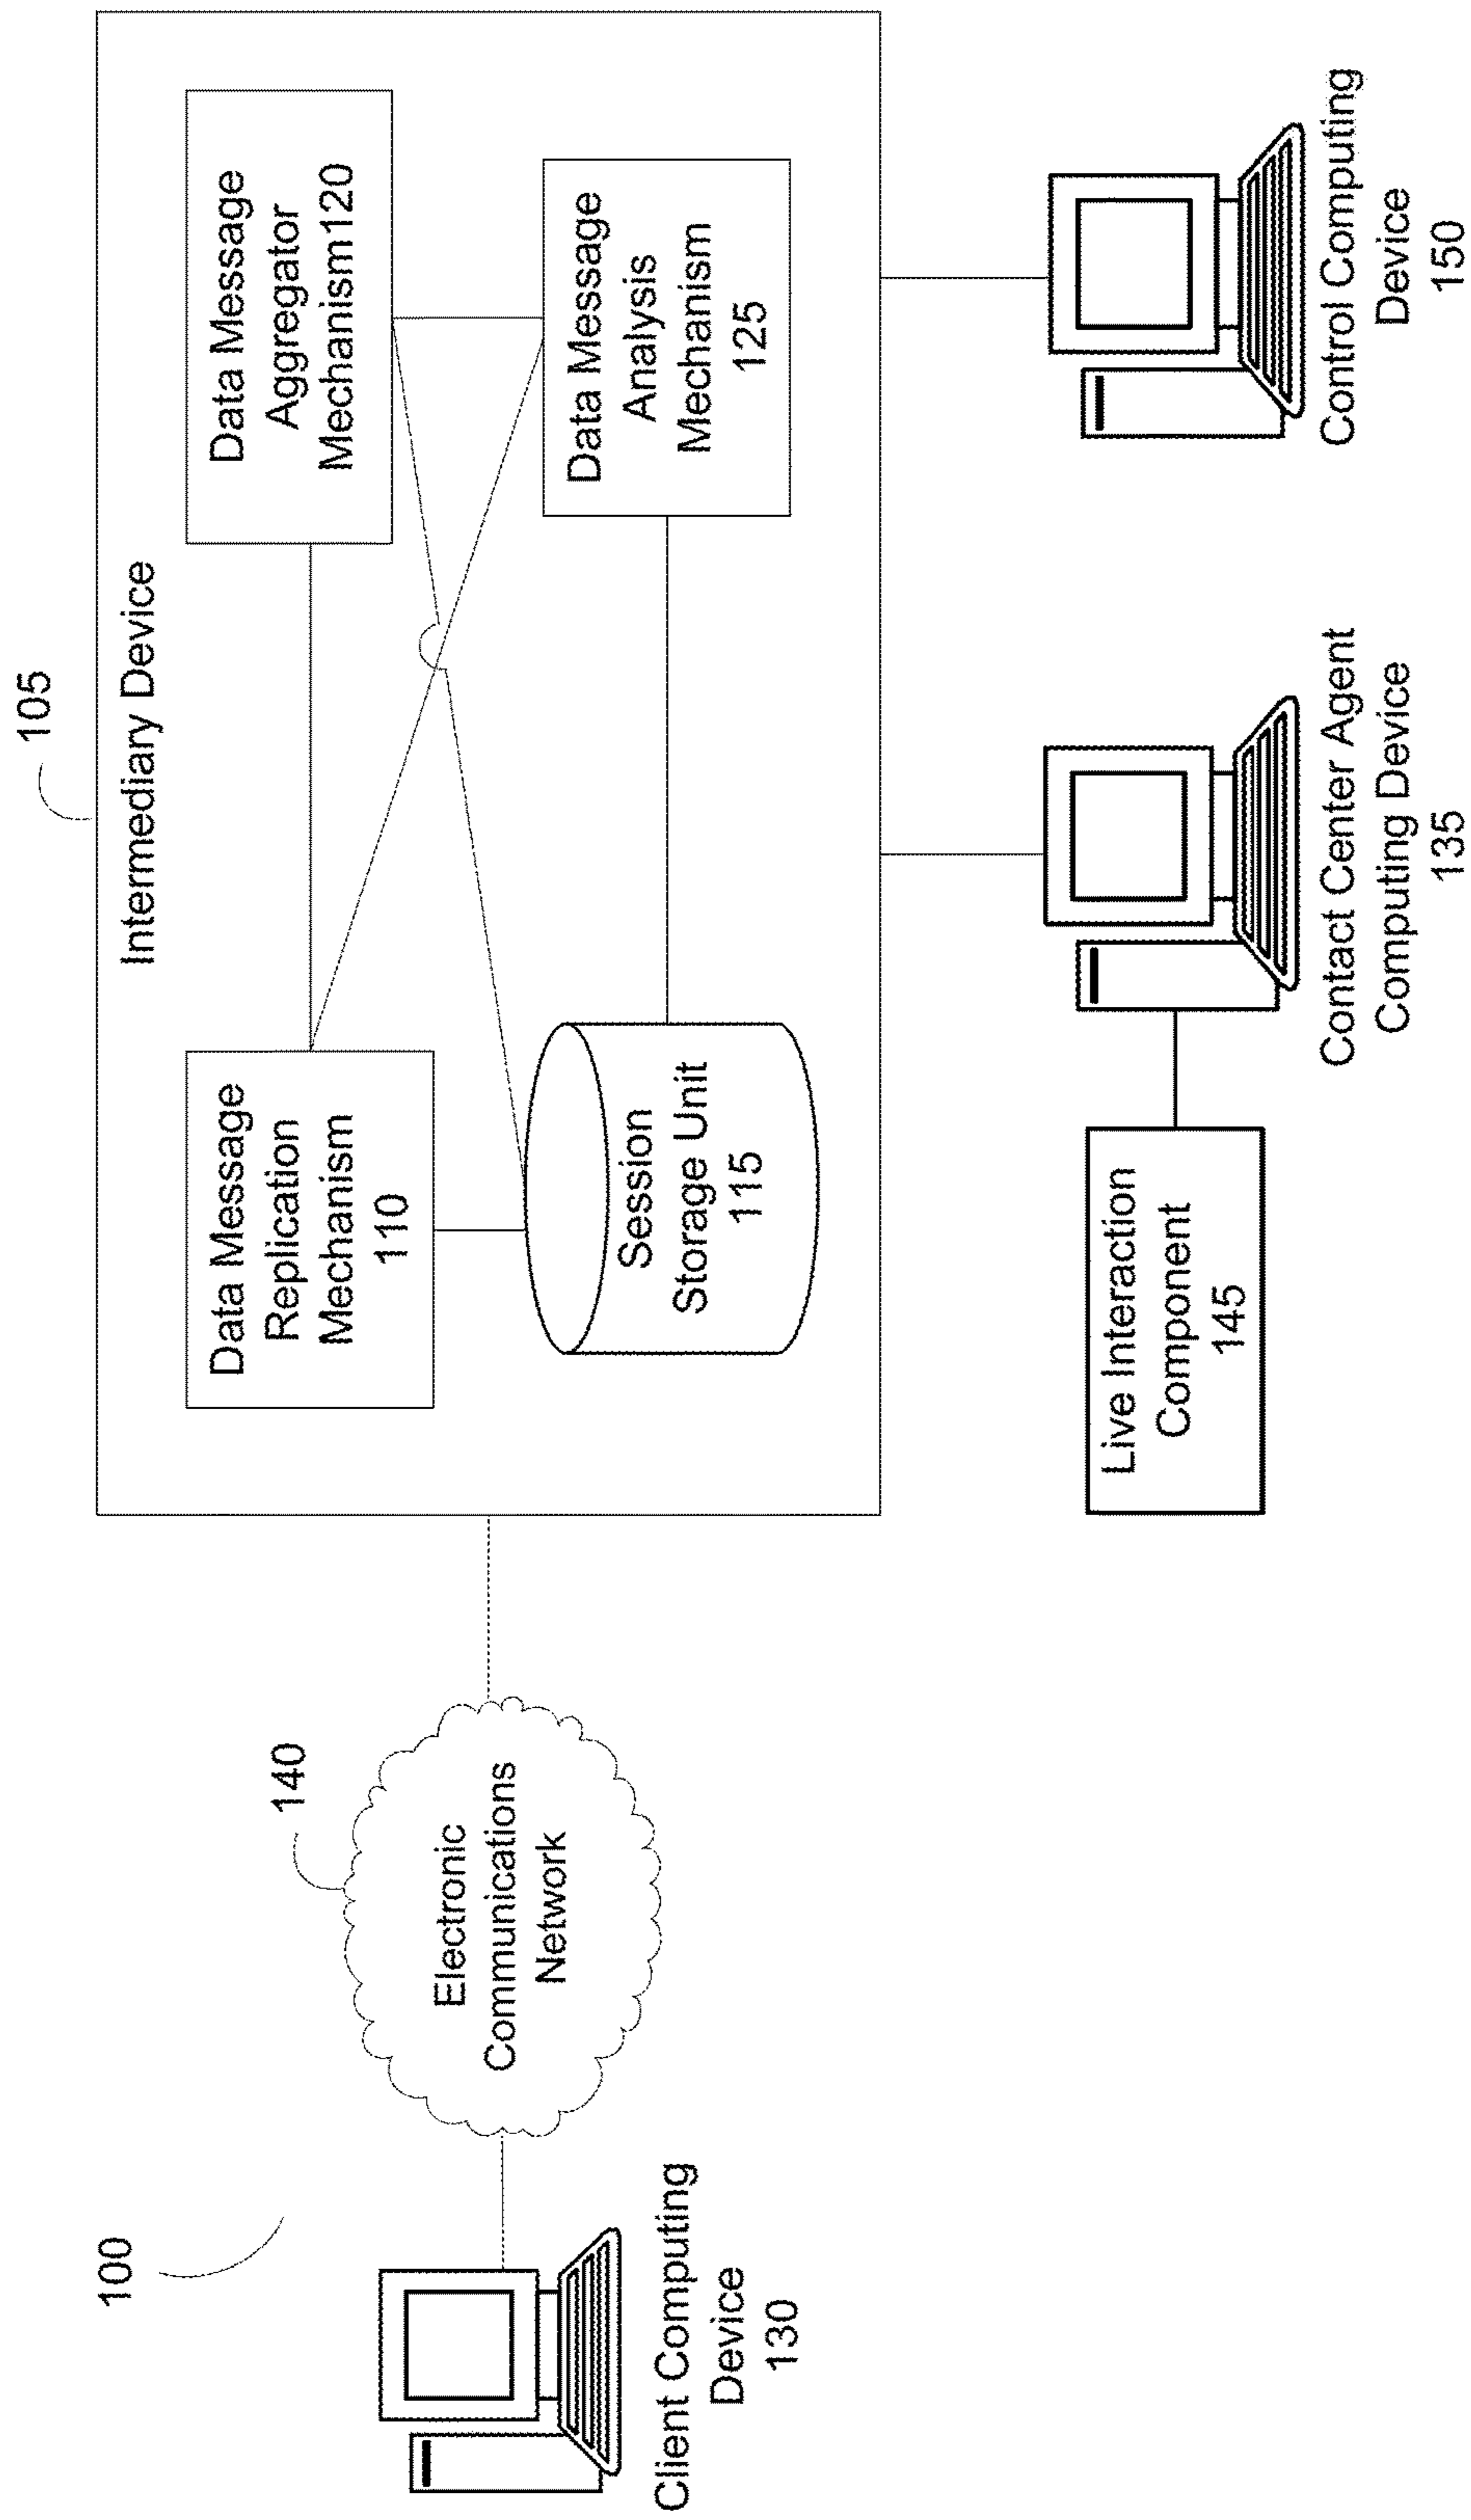 100
Client Computing
Device
130
140
Electronic
Communications
Network
105
Intermediary Device
Data Message
Replication
Mechanism
110
Data Message
Aggregator
Mechanism120
Session
Storage Unit
115
Data Message
Analysis
Mechanism
125
Live Interaction
Component
145
Contact Center Agent
Computing Device
135
Control Computing
Device
150